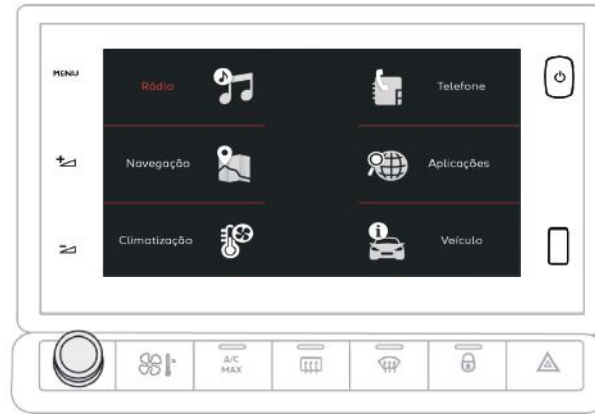 MENU
Rádio
Telefone
Navegação
Aplicações
Climatização
Veículo
A/C
MAX